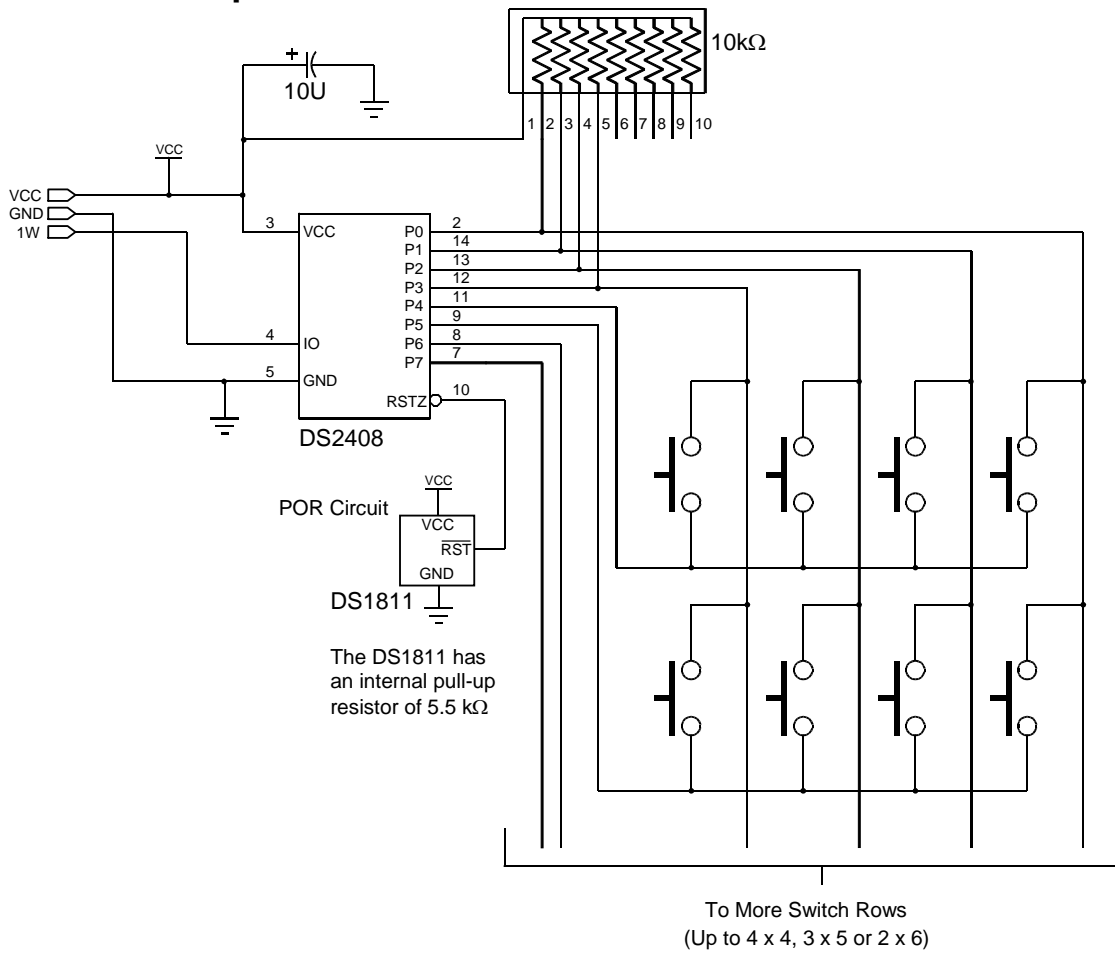 10kΩ
+
10U
1 2 3 4 5 6 7 8 9 10
VCC
VCC
GND
1W
3 VCC
4 IO
5 GND
P0 2
P1 14
P2 13
P3 12
P4 11
P5 9
P6 8
P7 7
RSTZ 10
DS2408
POR Circuit
VCC
VCC
RST
GND
DS1811
The DS1811 has
an internal pull-up
resistor of 5.5 kΩ
To More Switch Rows
(Up to 4 x 4, 3 x 5 or 2 x 6)